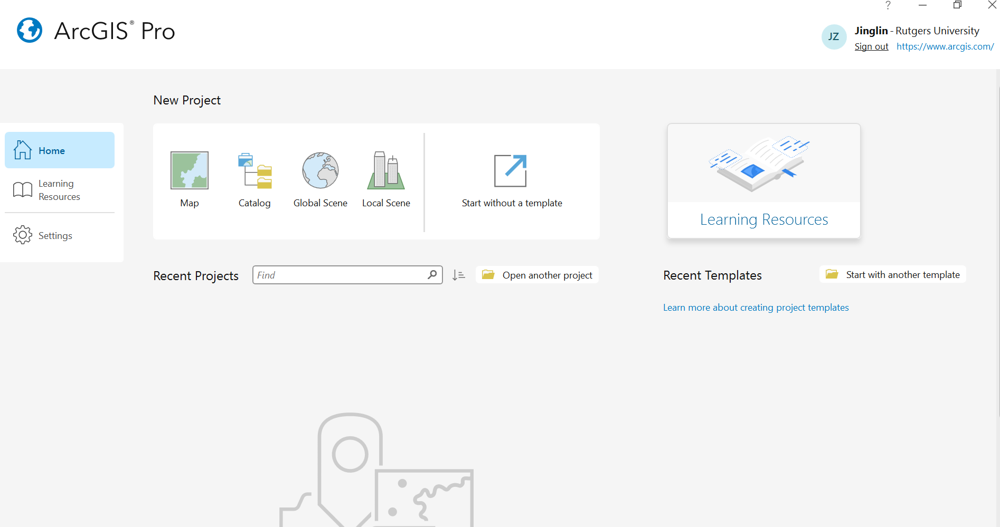 ?
ArcGIS® Pro
JZ
Jinglin - Rutgers University
Sign out https://www.arcgis.com/
New Project
Home
Learning
Resources
Settings
Map
Catalog
Global Scene
Local Scene
Start without a template
Learning Resources
Recent Projects
Find
Open another project
Recent Templates
Start with another template
Learn more about creating project templates